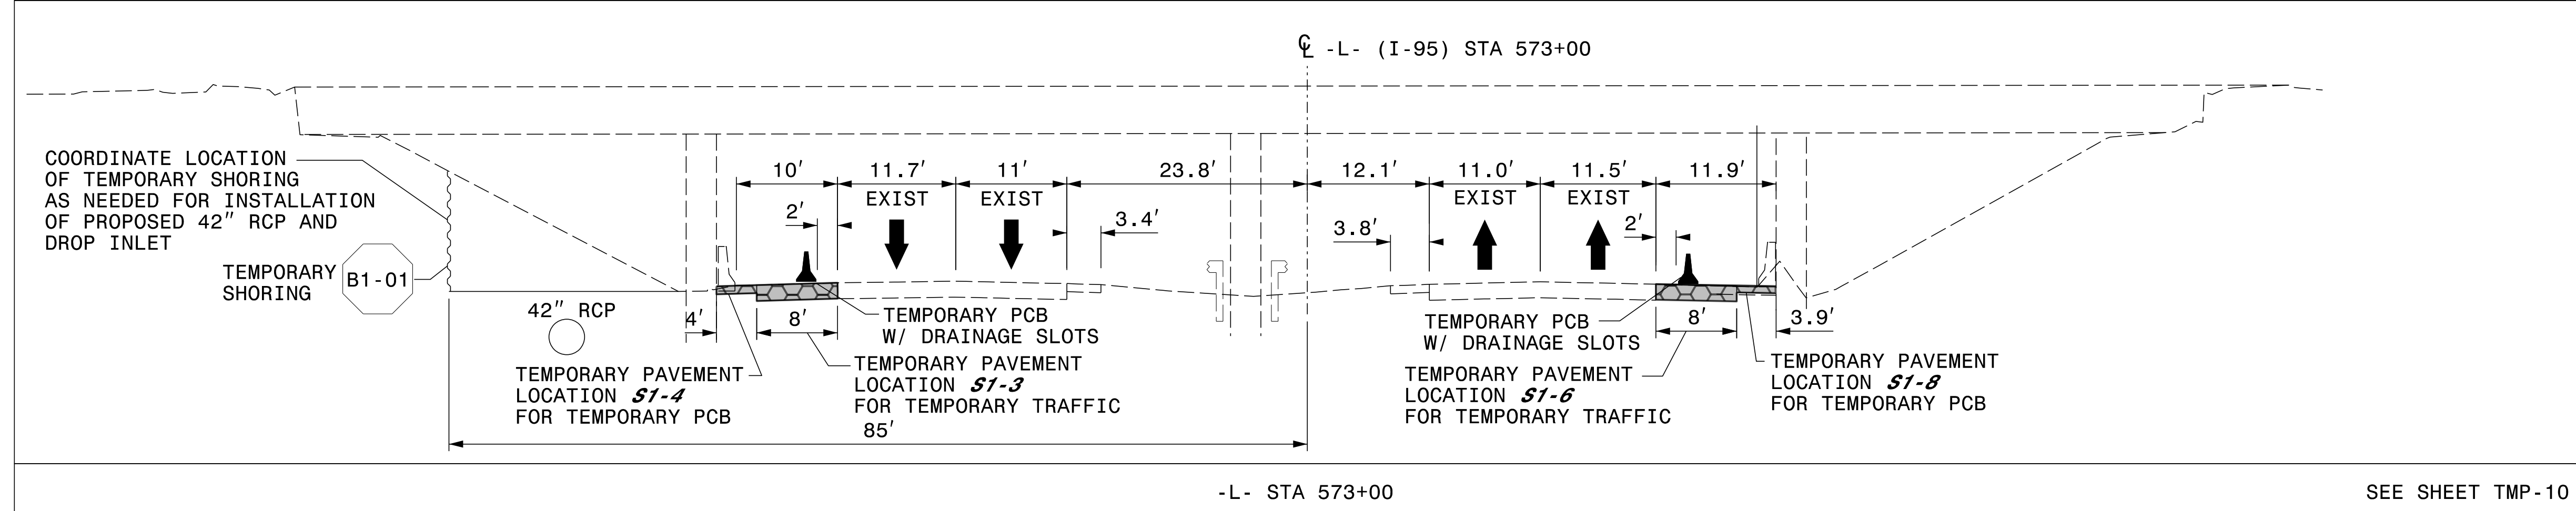 ℄ -L- (I-95) STA 573+00
COORDINATE LOCATION
OF TEMPORARY SHORING
AS NEEDED FOR INSTALLATION
OF PROPOSED 42" RCP AND
DROP INLET
TEMPORARY
SHORING
B1-01
42" RCP
10'
11.7'
EXIST
11'
EXIST
23.8'
12.1'
11.0'
EXIST
11.5'
EXIST
11.9'
2'
3.4'
3.8'
2'
4'
8'
8'
3.9'
TEMPORARY PCB
W/ DRAINAGE SLOTS
TEMPORARY PAVEMENT
LOCATION S1-4
FOR TEMPORARY PCB
TEMPORARY PAVEMENT
LOCATION S1-3
FOR TEMPORARY TRAFFIC
85'
TEMPORARY PCB
W/ DRAINAGE SLOTS
TEMPORARY PAVEMENT
LOCATION S1-6
FOR TEMPORARY TRAFFIC
TEMPORARY PAVEMENT
LOCATION S1-8
FOR TEMPORARY PCB
-L- STA 573+00
SEE SHEET TMP-10